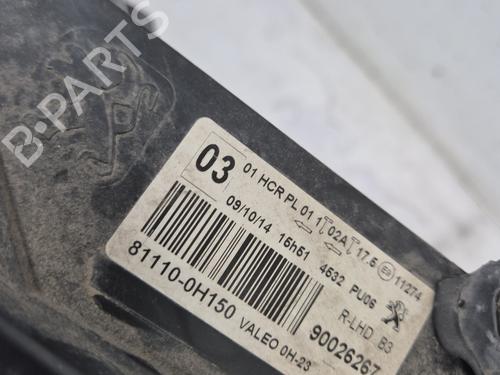 B-PARTS
03
01 HCR PL 01 1 02A 17.5 11274
09/10/14 15h51 4632 PU06
R-LHD B3
81110-0H150 VALEO 0H-23 90026267